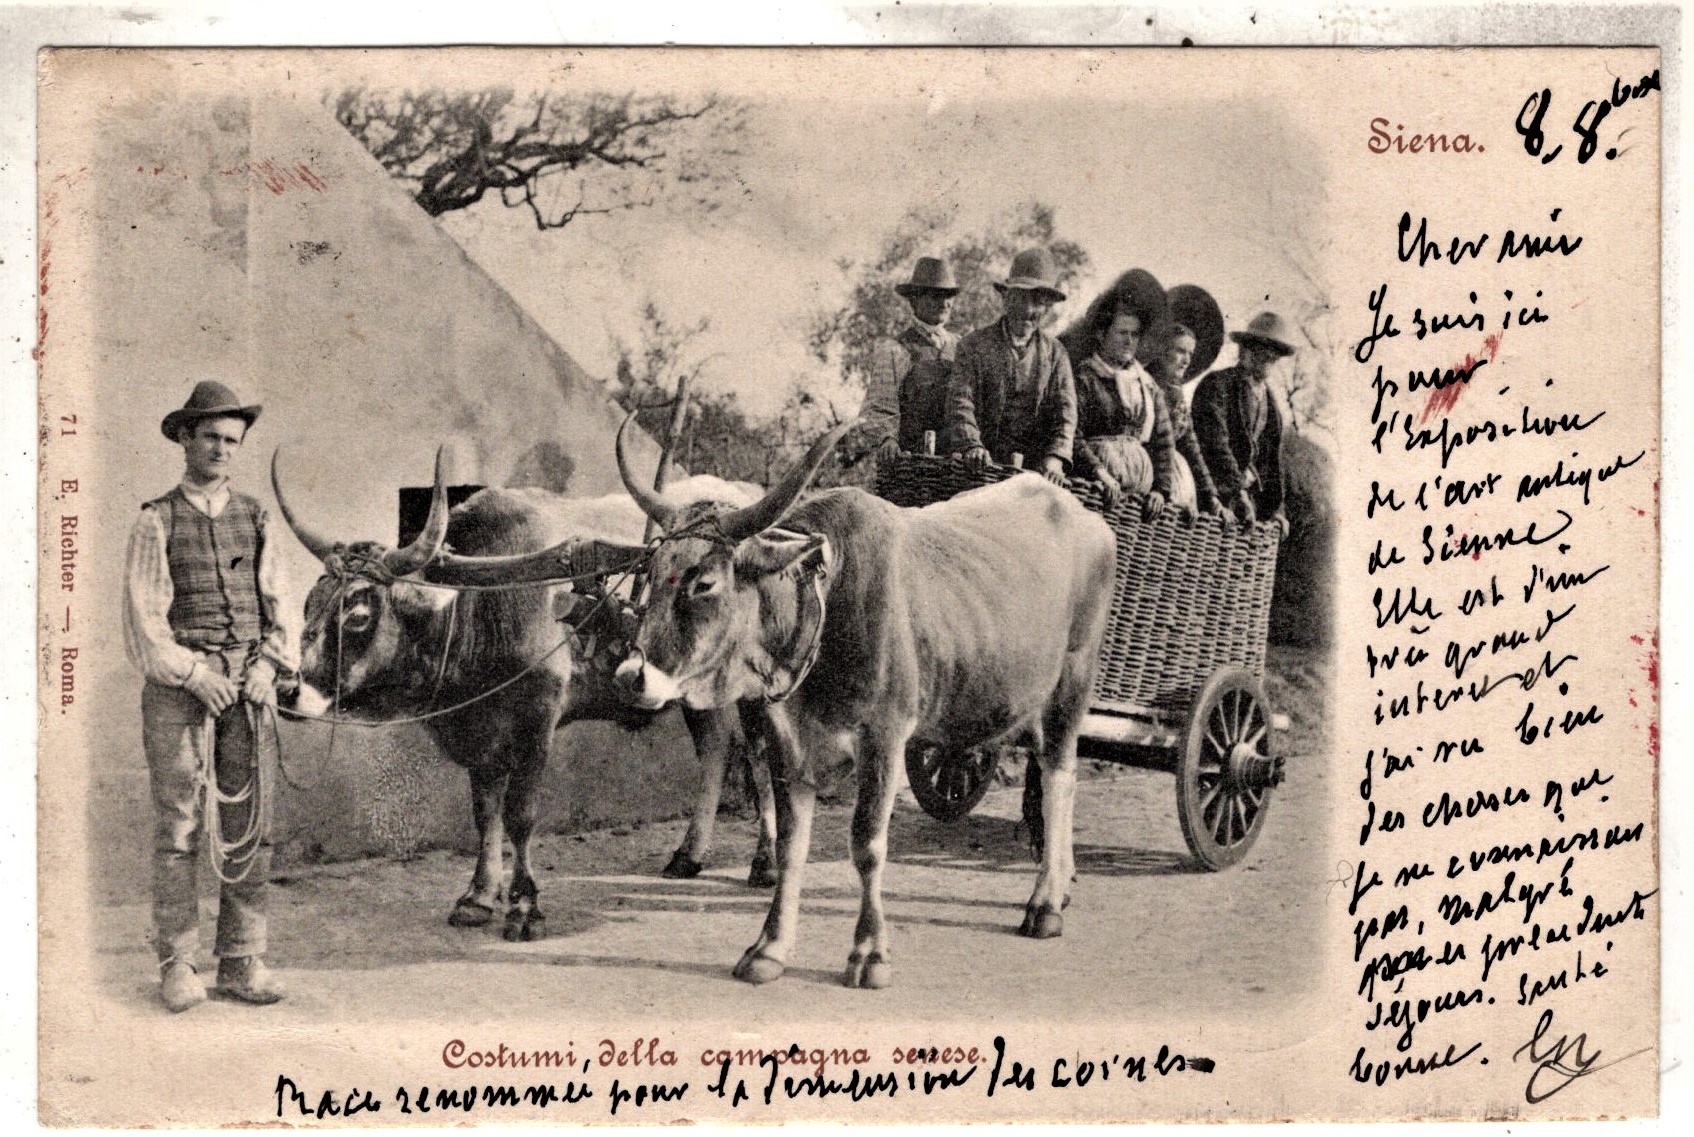 Siena. 8. 8bre
Cher ami
Je suis ici
pour
l'Exposition
de l'art antique
de Sienne
Elle est d'un
très grand
interet et
j'ai vu bien
des choses que
je ne connaissais
pas, malgré
mes precedents
séjours. Santé
bonne.
71 E. Richter — Roma.
Costumi della campagna senese.
Race renommée pour la dimension des cornes